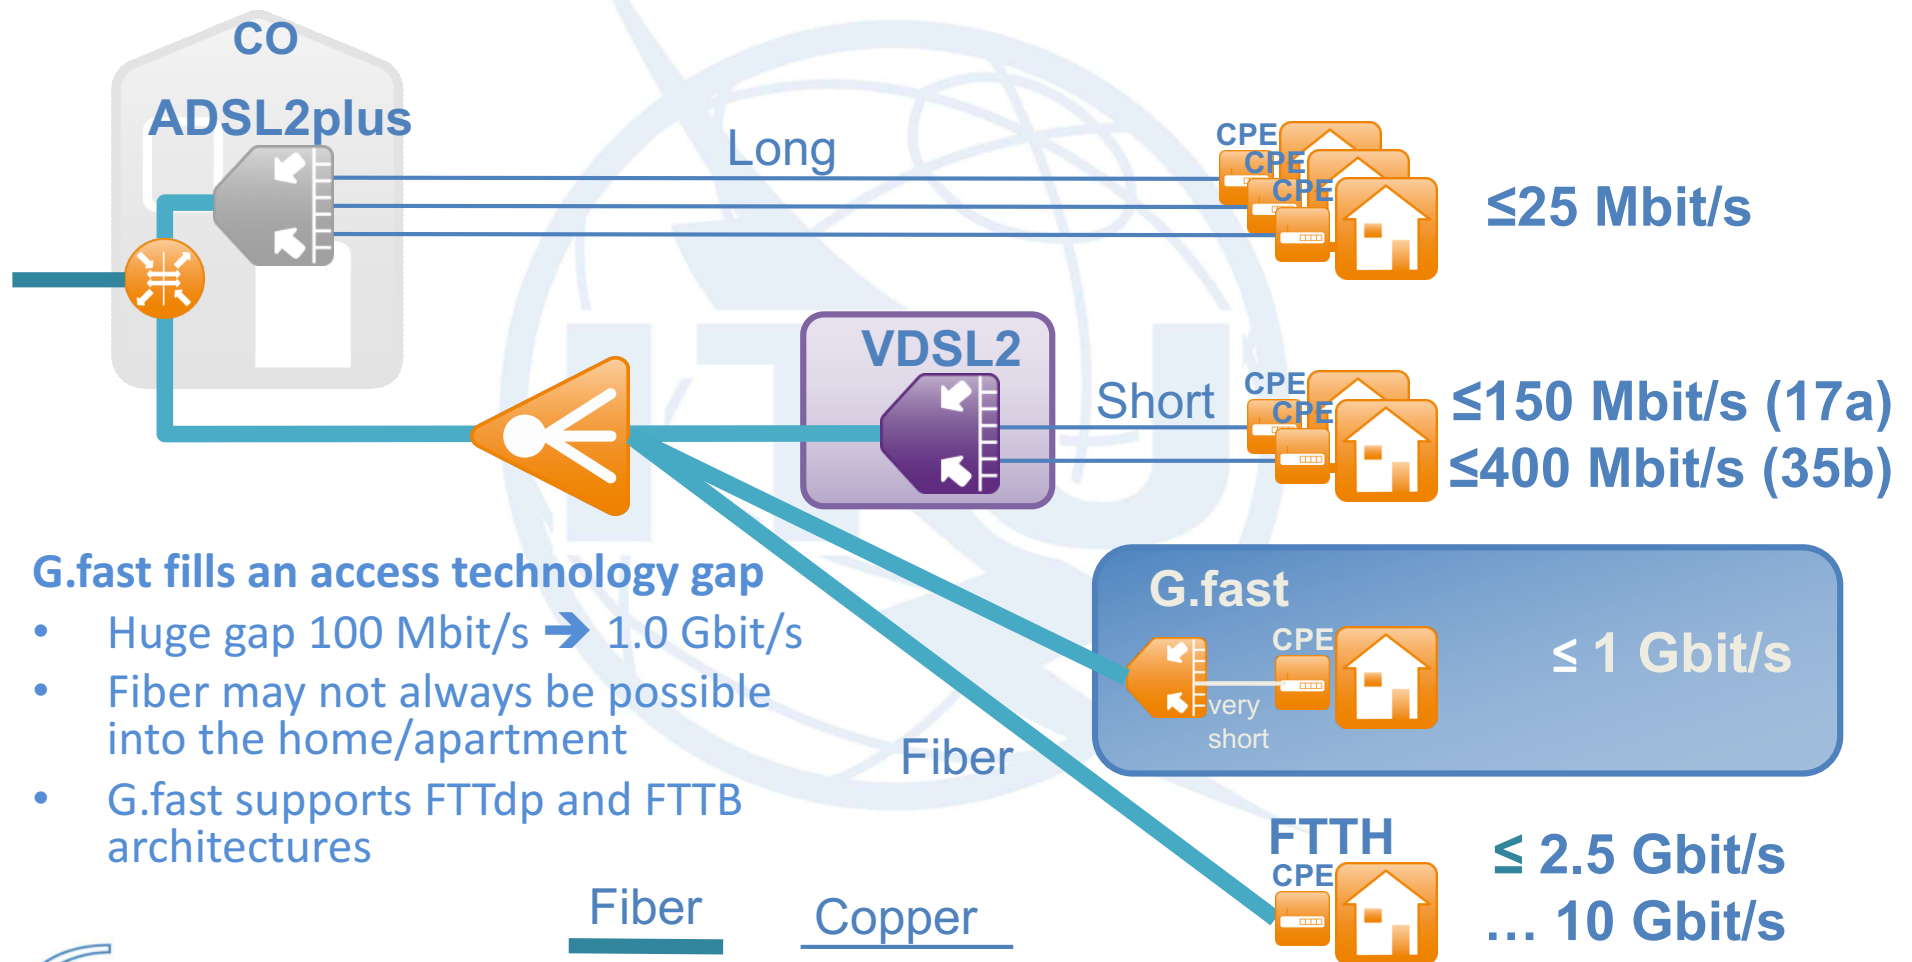 CO
ADSL2plus
Long
CPE
CPE
CPE
≤25 Mbit/s
VDSL2
Short
CPE
CPE
≤150 Mbit/s (17a)
≤400 Mbit/s (35b)
ITU
G.fast fills an access technology gap
• Huge gap 100 Mbit/s ➔ 1.0 Gbit/s
• Fiber may not always be possible
into the home/apartment
• G.fast supports FTTdp and FTTB
architectures
G.fast
CPE
very
short
≤ 1 Gbit/s
Fiber
FTTH
CPE
≤ 2.5 Gbit/s
... 10 Gbit/s
Fiber
Copper